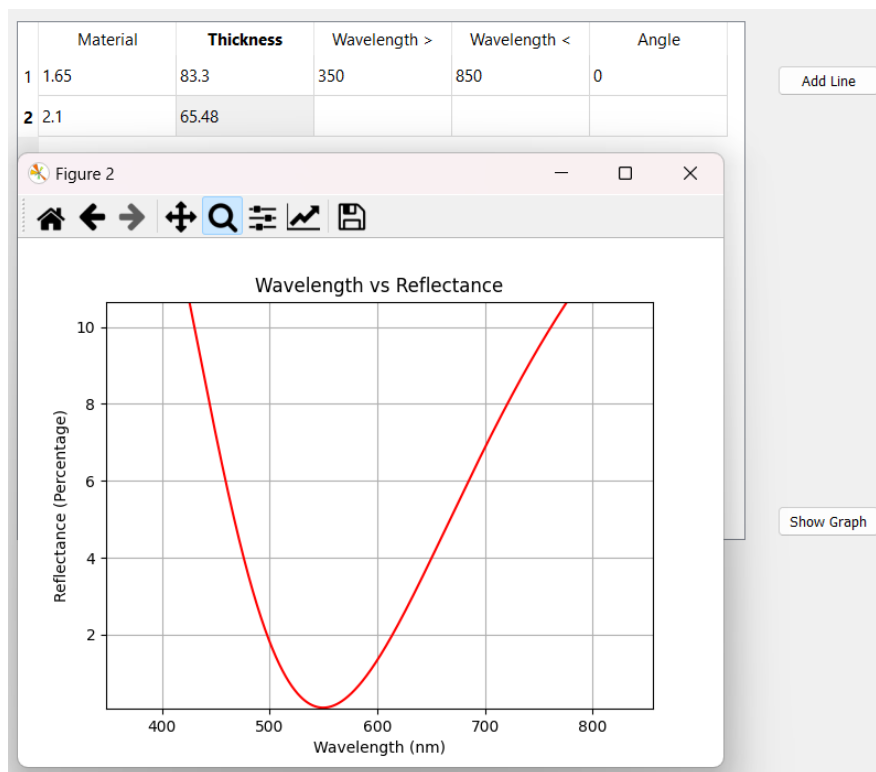 Material Thickness Wavelength > Wavelength < Angle
1 1.65 83.3 350 850 0
Add Line
2 2.1 65.48
Figure 2
Wavelength vs Reflectance
10
8
6
4
2
Reflectance (Percentage)
400 500 600 700 800
Wavelength (nm)
Show Graph